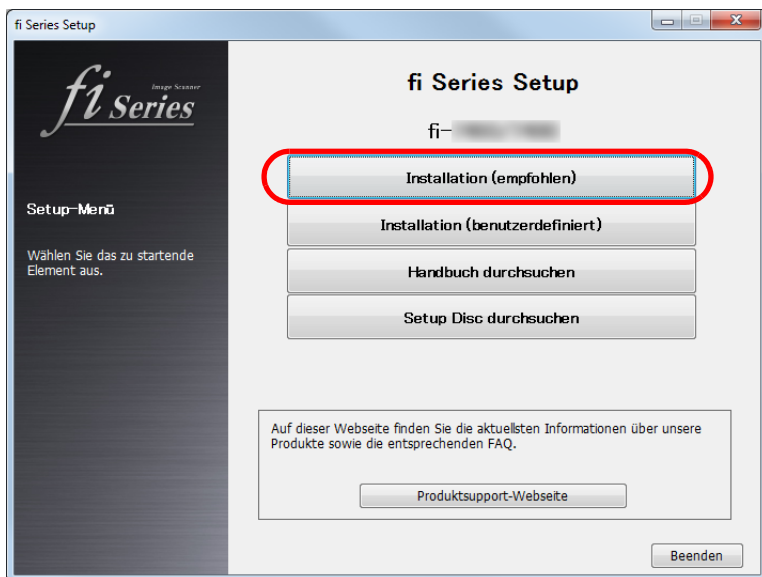 fi Series Setup
Image Scanner
fi Series
Setup-Menü
Wählen Sie das zu startende
Element aus.
fi Series Setup
fi-
Installation (empfohlen)
Installation (benutzerdefiniert)
Handbuch durchsuchen
Setup Disc durchsuchen
Auf dieser Webseite finden Sie die aktuellsten Informationen über unsere
Produkte sowie die entsprechenden FAQ.
Produktsupport-Webseite
Beenden